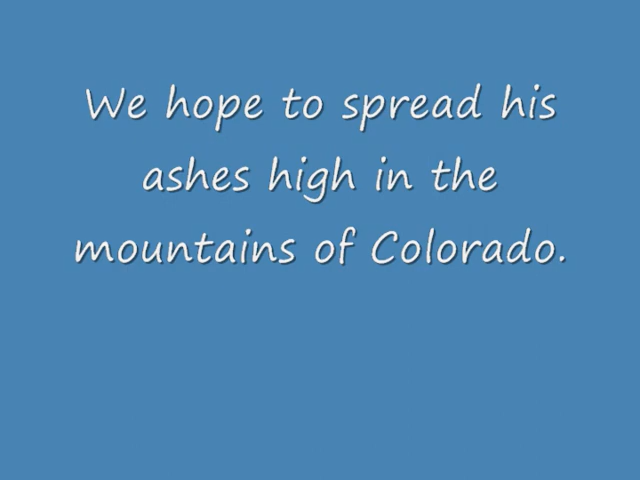 We hope to spread his
ashes high in the
mountains of Colorado.